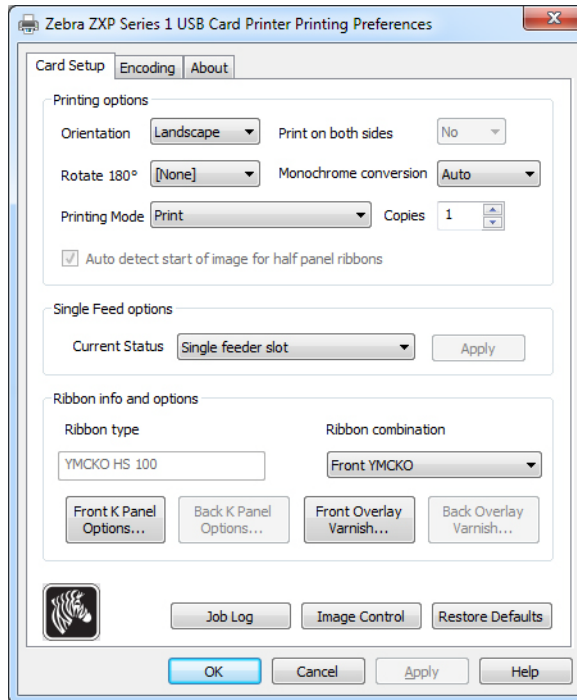 Zebra ZXP Series 1 USB Card Printer Printing Preferences
Card Setup Encoding About
Printing options
Orientation Landscape Print on both sides No
Rotate 180° [None] Monochrome conversion Auto
Printing Mode Print Copies 1
Auto detect start of image for half panel ribbons
Single Feed options
Current Status Single feeder slot Apply
Ribbon info and options
Ribbon type Ribbon combination
YMCKO HS 100 Front YMCKO
Front K Panel Back K Panel Front Overlay Back Overlay
Options... Options... Varnish... Varnish...
Job Log Image Control Restore Defaults
OK Cancel Apply Help